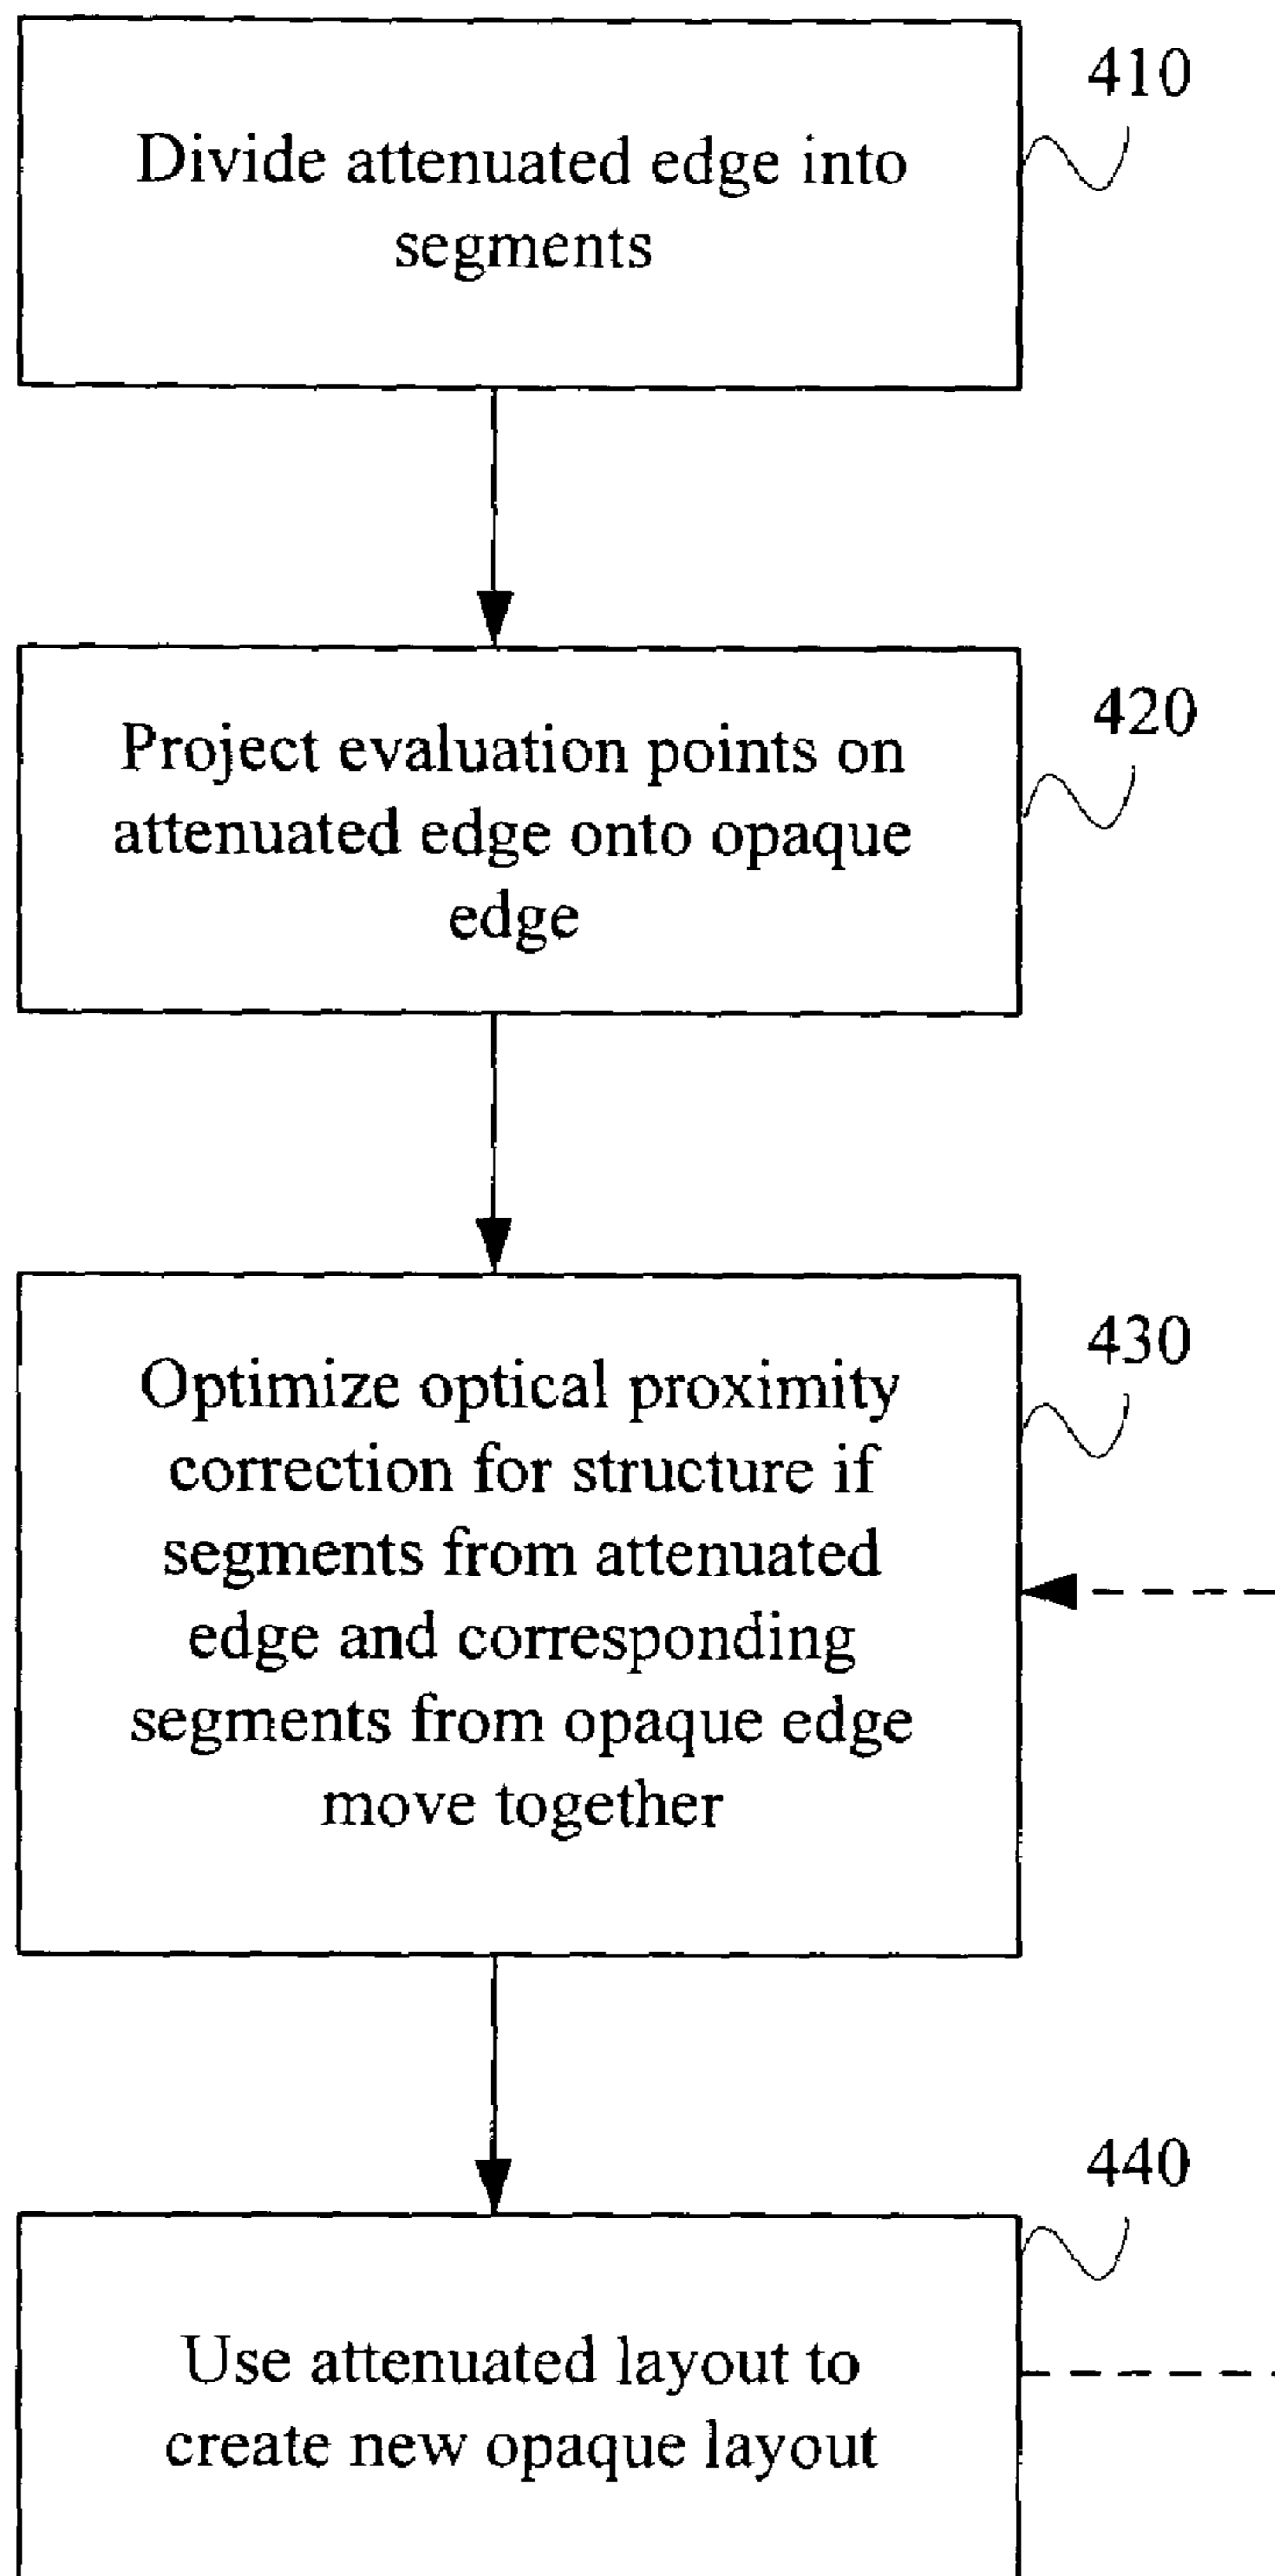 410
Divide attenuated edge into
segments
420
Project evaluation points on
attenuated edge onto opaque
edge
430
Optimize optical proximity
correction for structure if
segments from attenuated
edge and corresponding
segments from opaque edge
move together
440
Use attenuated layout to
create new opaque layout